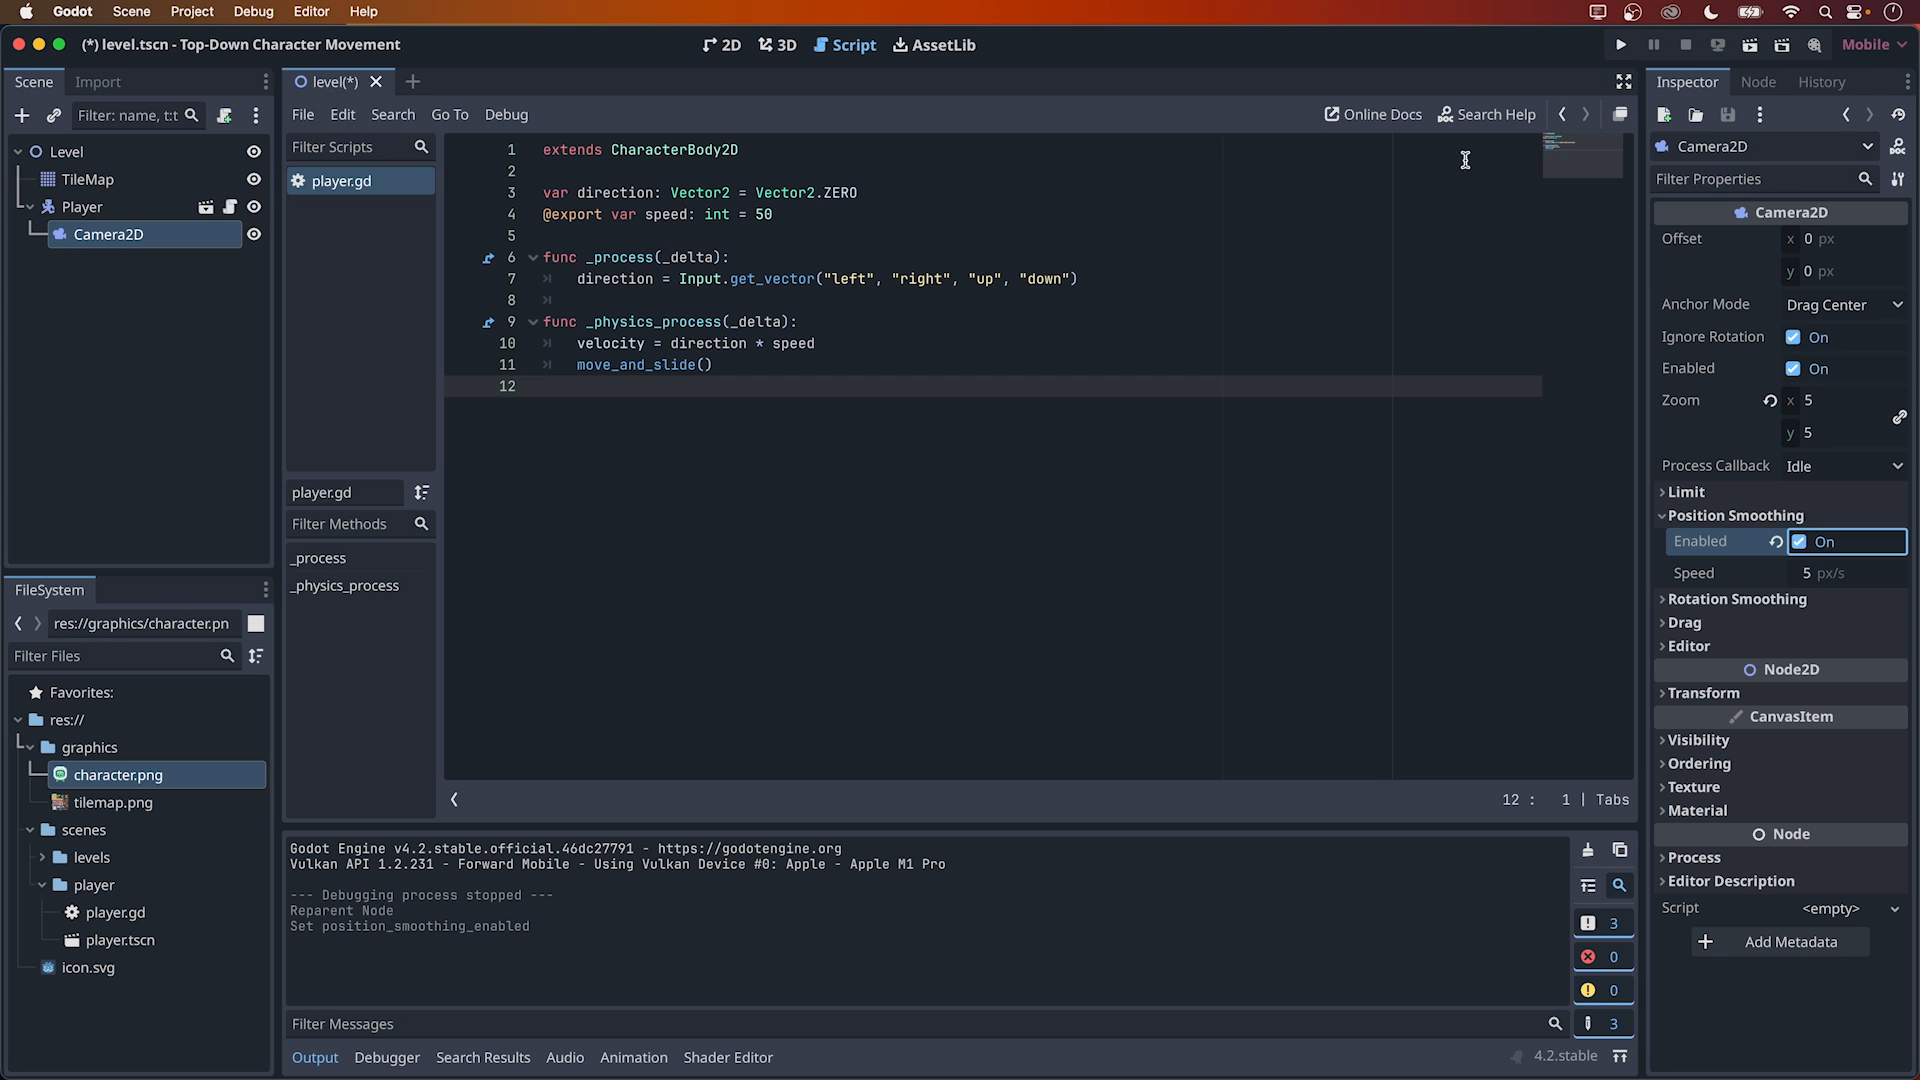 Godot Scene Project Debug Editor Help
(*) level.tscn - Top-Down Character Movement
2D 3D Script AssetLib
Mobile
Scene Import
Filter: name, t:t
Level
TileMap
Player
Camera2D
level(*)
File Edit Search Go To Debug
Online Docs Search Help
Filter Scripts
player.gd
player.gd
Filter Methods
_process
_physics_process
1 extends CharacterBody2D
2
3 var direction: Vector2 = Vector2.ZERO
4 @export var speed: int = 50
5
6 func _process(_delta):
7 direction = Input.get_vector("left", "right", "up", "down")
8
9 func _physics_process(_delta):
10 velocity = direction * speed
11 move_and_slide()
12
12 : 1 | Tabs
FileSystem
res://graphics/character.pn
Filter Files
Favorites:
res://
graphics
character.png
tilemap.png
scenes
levels
player
player.gd
player.tscn
icon.svg
Godot Engine v4.2.stable.official.46dc27791 - https://godotengine.org
Vulkan API 1.2.231 - Forward Mobile - Using Vulkan Device #0: Apple - Apple M1 Pro
--- Debugging process stopped ---
Reparent Node
Set position_smoothing_enabled
3
0
0
3
Filter Messages
Output Debugger Search Results Audio Animation Shader Editor
4.2.stable
Inspector Node History
Camera2D
Filter Properties
Camera2D
Offset x 0 px
y 0 px
Anchor Mode Drag Center
Ignore Rotation On
Enabled On
Zoom x 5
y 5
Process Callback Idle
Limit
Position Smoothing
Enabled On
Speed 5 px/s
Rotation Smoothing
Drag
Editor
Node2D
Transform
CanvasItem
Visibility
Ordering
Texture
Material
Node
Process
Editor Description
Script <empty>
Add Metadata